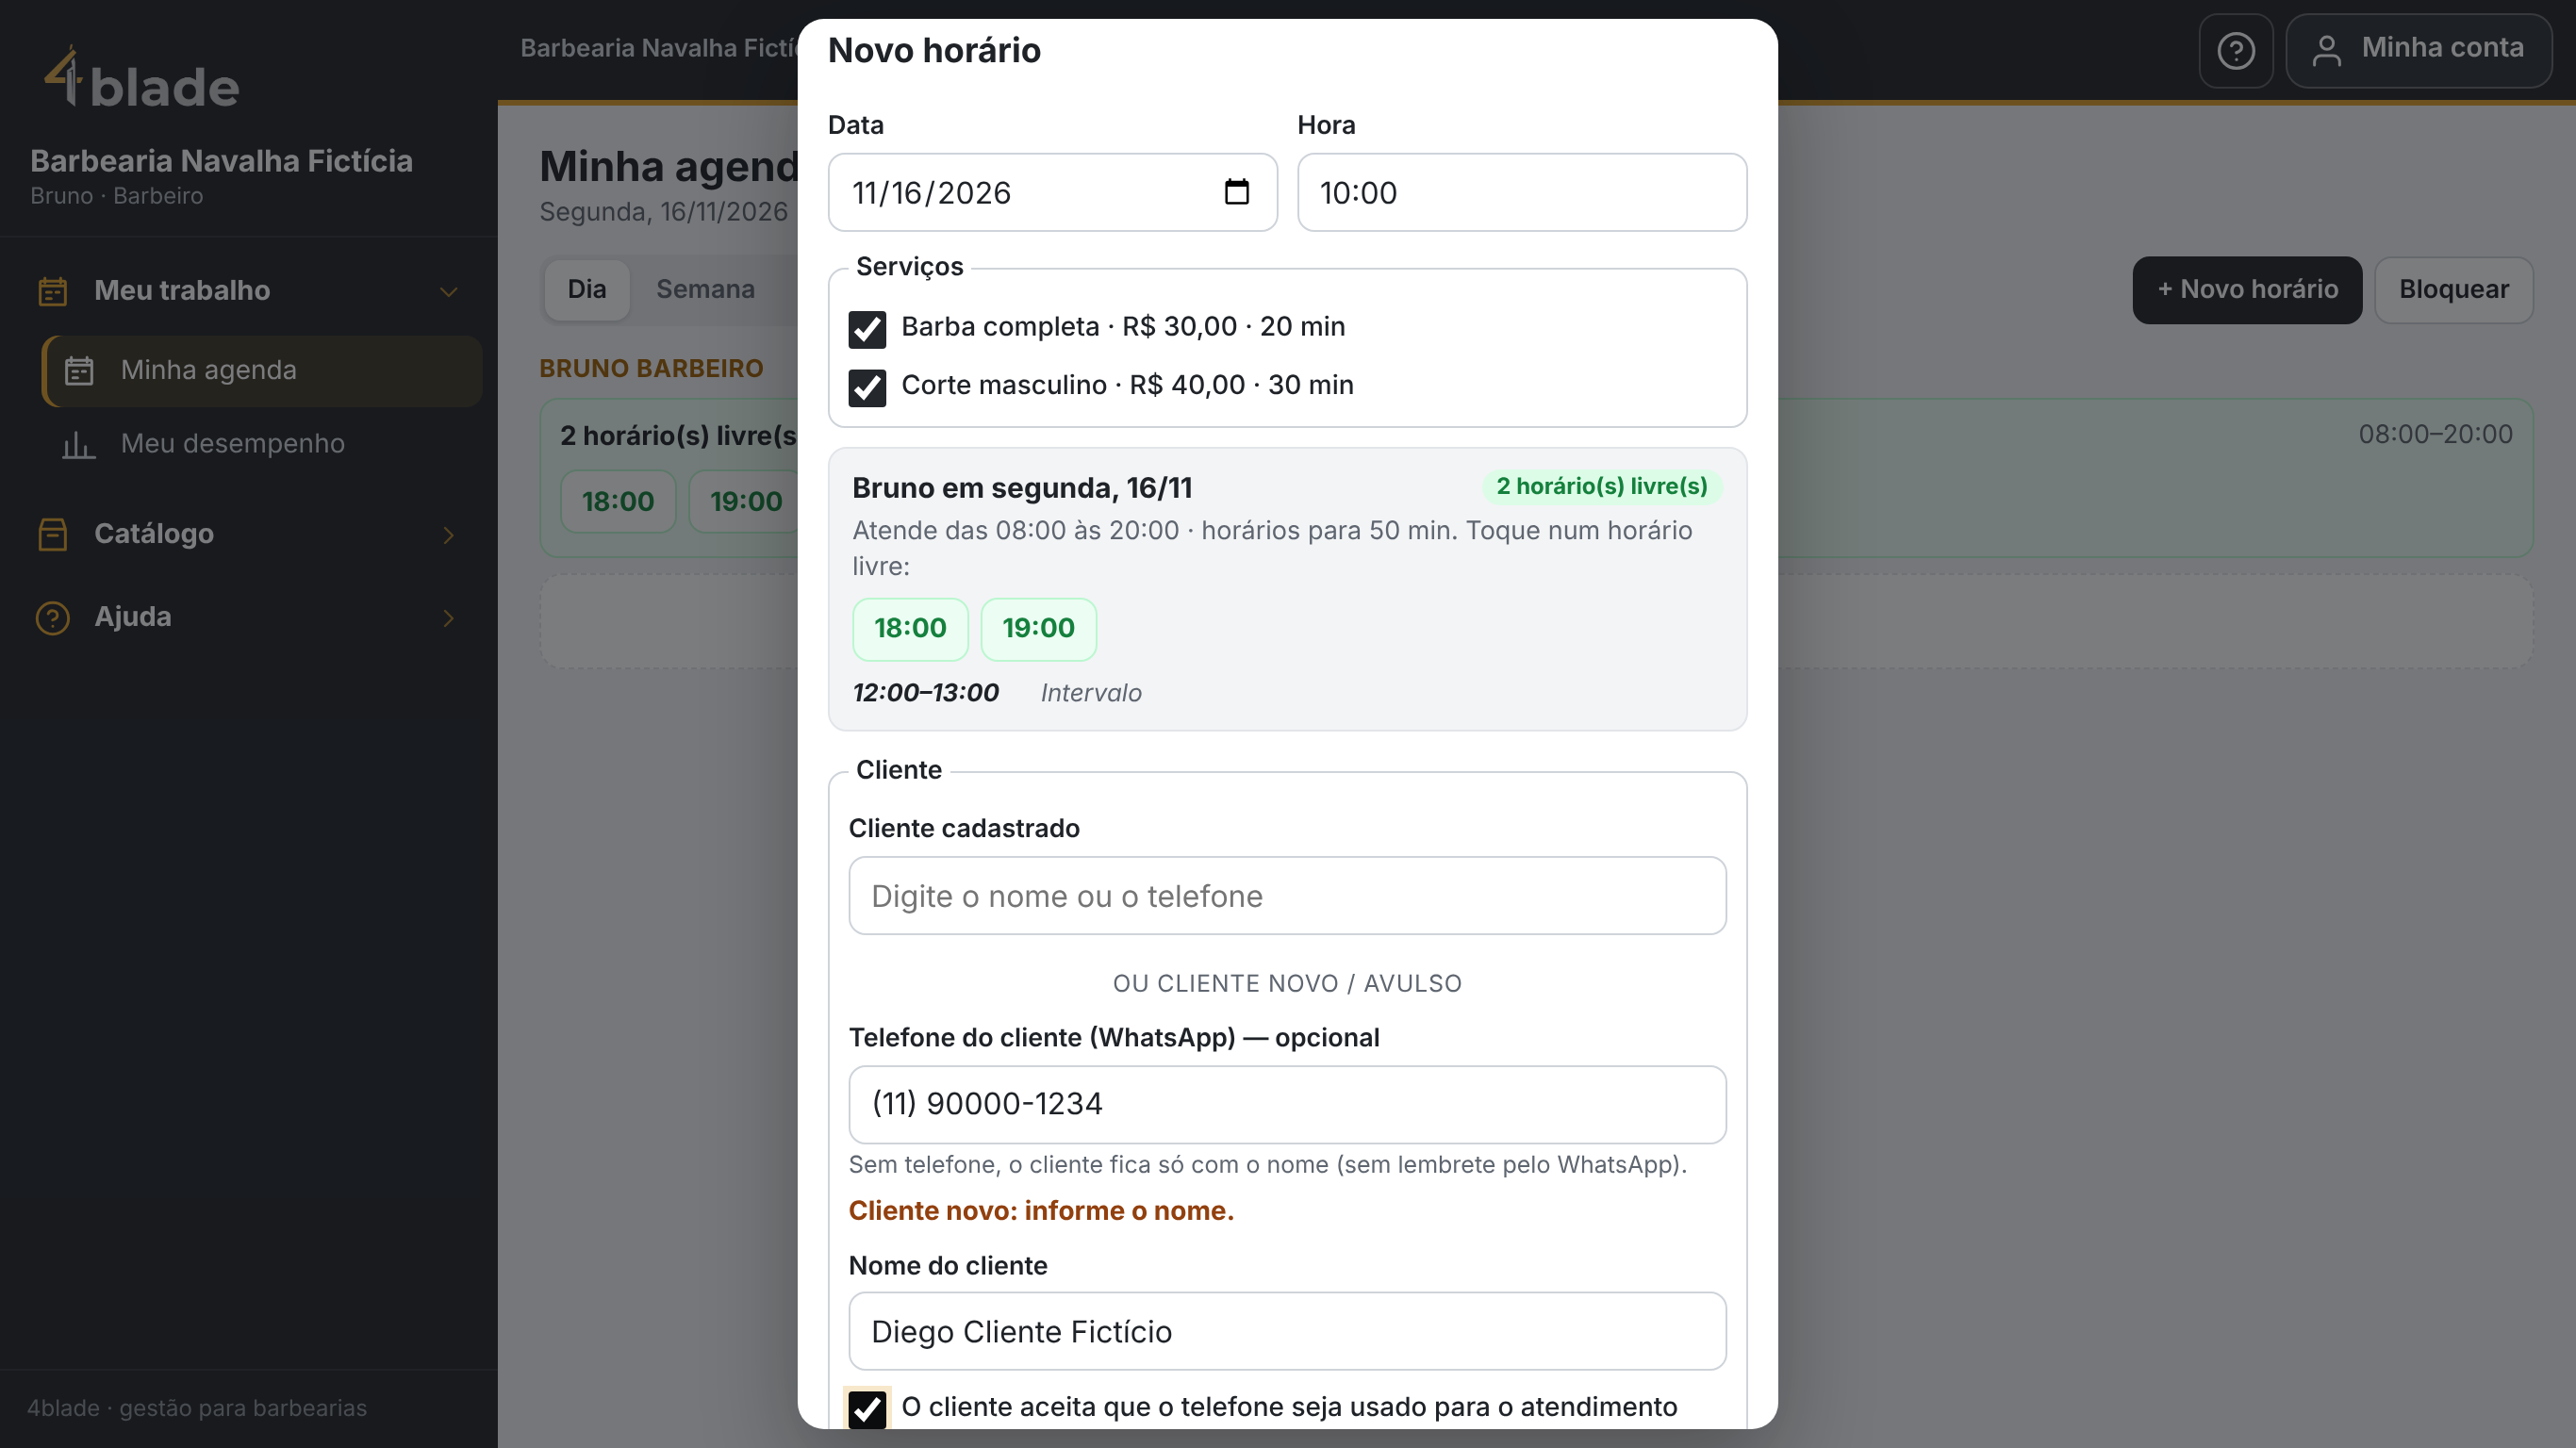 4blade
Barbearia Navalha Fictícia
Bruno · Barbeiro
Meu trabalho
Minha agenda
Meu desempenho
Catálogo
Ajuda
4blade · gestão para barbearias
Minha conta
Segunda, 16/11/2026
Dia
Semana
+ Novo horário
Bloquear
BRUNO BARBEIRO
2 horário(s) livre(s
08:00–20:00
18:00
19:00
Novo horário
Data
Hora
11/16/2026
10:00
Serviços
Barba completa · R$ 30,00 · 20 min
Corte masculino · R$ 40,00 · 30 min
Bruno em segunda, 16/11
2 horário(s) livre(s)
Atende das 08:00 às 20:00 · horários para 50 min. Toque num horário
livre:
18:00
19:00
12:00–13:00 Intervalo
Cliente
Cliente cadastrado
Digite o nome ou o telefone
OU CLIENTE NOVO / AVULSO
Telefone do cliente (WhatsApp) — opcional
(11) 90000-1234
Sem telefone, o cliente fica só com o nome (sem lembrete pelo WhatsApp).
Cliente novo: informe o nome.
Nome do cliente
Diego Cliente Fictício
O cliente aceita que o telefone seja usado para o atendimento